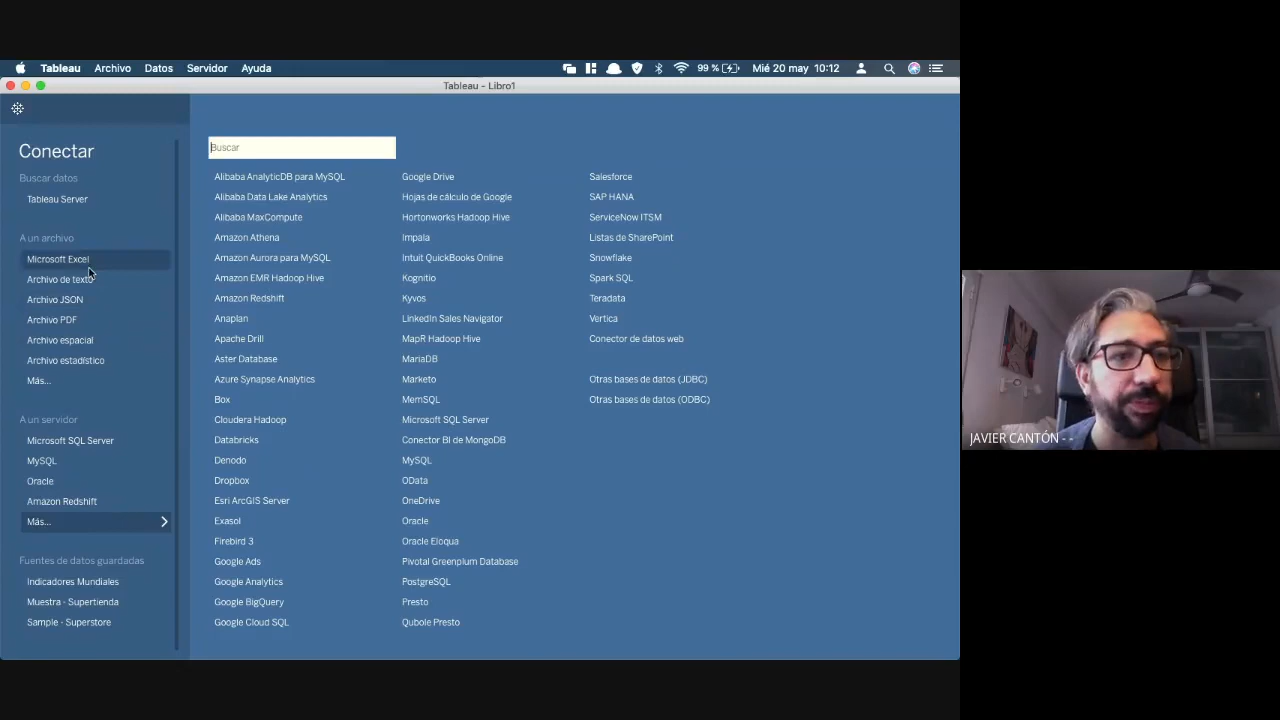 Tableau Archivo Datos Servidor Ayuda 99 % Mié 20 may 10:12
Tableau - Libro1
Conectar
Buscar datos
Tableau Server
A un archivo
Microsoft Excel
Archivo de texto
Archivo JSON
Archivo PDF
Archivo espacial
Archivo estadístico
Más...
A un servidor
Microsoft SQL Server
MySQL
Oracle
Amazon Redshift
Más...
Fuentes de datos guardadas
Indicadores Mundiales
Muestra - Supertienda
Sample - Superstore
Buscar
Alibaba AnalyticDB para MySQL
Alibaba Data Lake Analytics
Alibaba MaxCompute
Amazon Athena
Amazon Aurora para MySQL
Amazon EMR Hadoop Hive
Amazon Redshift
Anaplan
Apache Drill
Aster Database
Azure Synapse Analytics
Box
Cloudera Hadoop
Databricks
Denodo
Dropbox
Esri ArcGIS Server
Exasol
Firebird 3
Google Ads
Google Analytics
Google BigQuery
Google Cloud SQL
Google Drive
Hojas de cálculo de Google
Hortonworks Hadoop Hive
Impala
Intuit QuickBooks Online
Kognitio
Kyvos
LinkedIn Sales Navigator
MapR Hadoop Hive
MariaDB
Marketo
MemSQL
Microsoft SQL Server
Conector BI de MongoDB
MySQL
OData
OneDrive
Oracle
Oracle Eloqua
Pivotal Greenplum Database
PostgreSQL
Presto
Qubole Presto
Salesforce
SAP HANA
ServiceNow ITSM
Listas de SharePoint
Snowflake
Spark SQL
Teradata
Vertica
Conector de datos web
Otras bases de datos (JDBC)
Otras bases de datos (ODBC)
JAVIER CANTÓN - -